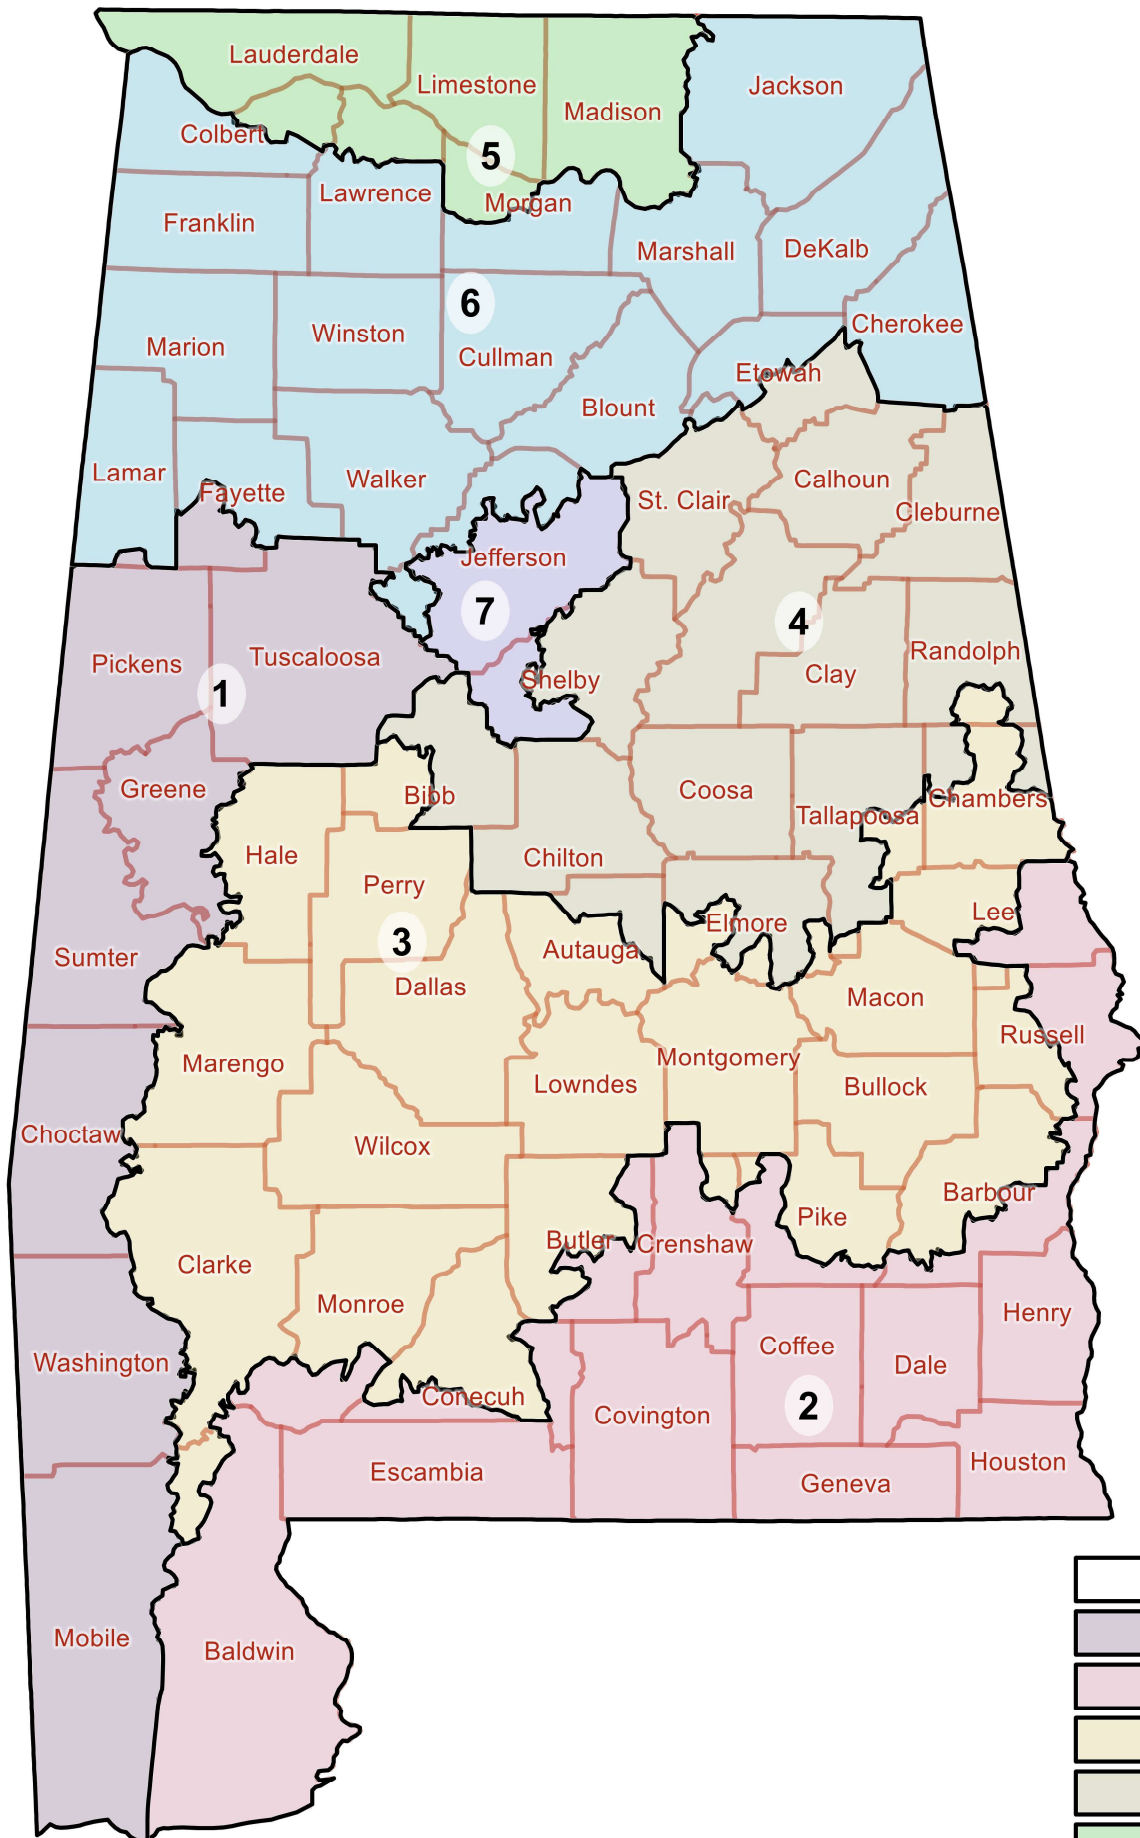 Lauderdale
Limestone
Madison
Jackson
Colbert
5
Lawrence
Morgan
Franklin
Marshall
DeKalb
6
Winston
Cullman
Marion
Cherokee
Etowah
Blount
Lamar
Fayette
Walker
St. Clair
Calhoun
Cleburne
Jefferson
7
4
Pickens
Tuscaloosa
1
Shelby
Clay
Randolph
Greene
Bibb
Coosa
Tallapoosa
Chambers
Hale
Perry
Chilton
Lee
Sumter
3
Dallas
Autauga
Elmore
Macon
Russell
Marengo
Lowndes
Montgomery
Bullock
Choctaw
Wilcox
Barbour
Pike
Butler
Crenshaw
Clarke
Monroe
Henry
Washington
Conecuh
Coffee
Dale
Covington
2
Escambia
Geneva
Houston
Mobile
Baldwin